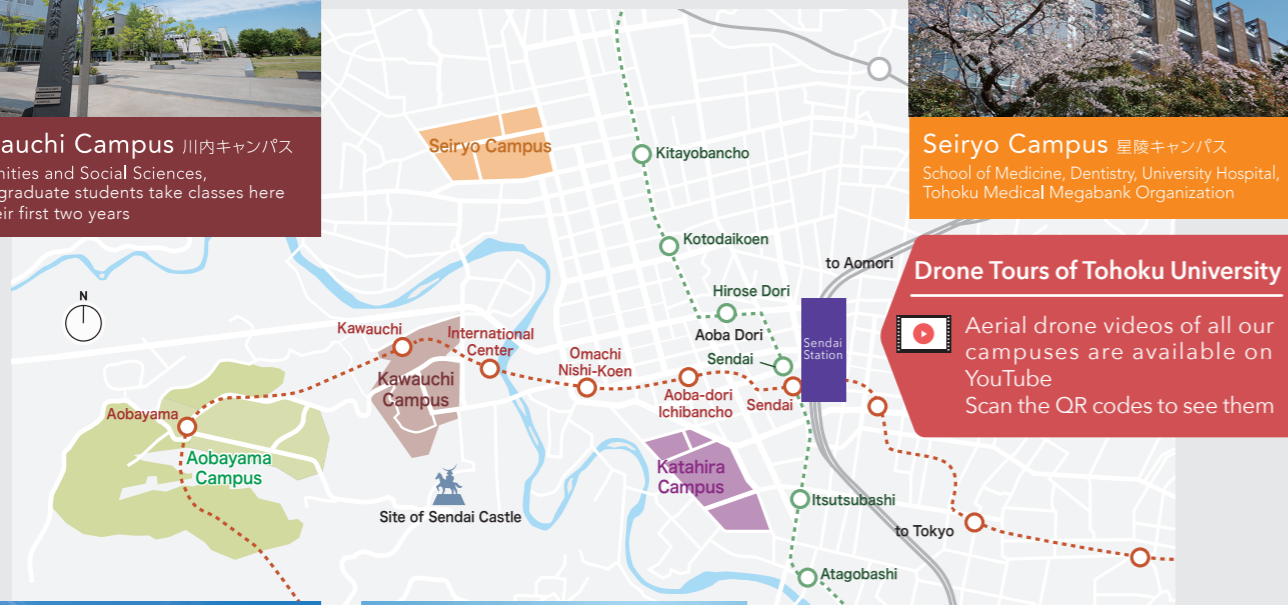 auchi Campus 川内キャンパス
nities and Social Sciences,
graduate students take classes here
eir first two years
Seiryo Campus 星陵キャンパス
School of Medicine, Dentistry, University Hospital,
Tohoku Medical Megabank Organization
Drone Tours of Tohoku University
Aerial drone videos of all our
campuses are available on
YouTube
Scan the QR codes to see them
Seiryo Campus
Kitayobancho
Kotodaikoen
to Aomori
Hirose Dori
Aoba Dori
Sendai
Sendai
Station
N
Kawauchi
International
Center
Omachi
Nishi-Koen
Kawauchi
Campus
Aoba-dori
Ichibancho
Sendai
Aobayama
Aobayama
Campus
Katahira
Campus
Site of Sendai Castle
Itsutsubashi
to Tokyo
Atagobashi